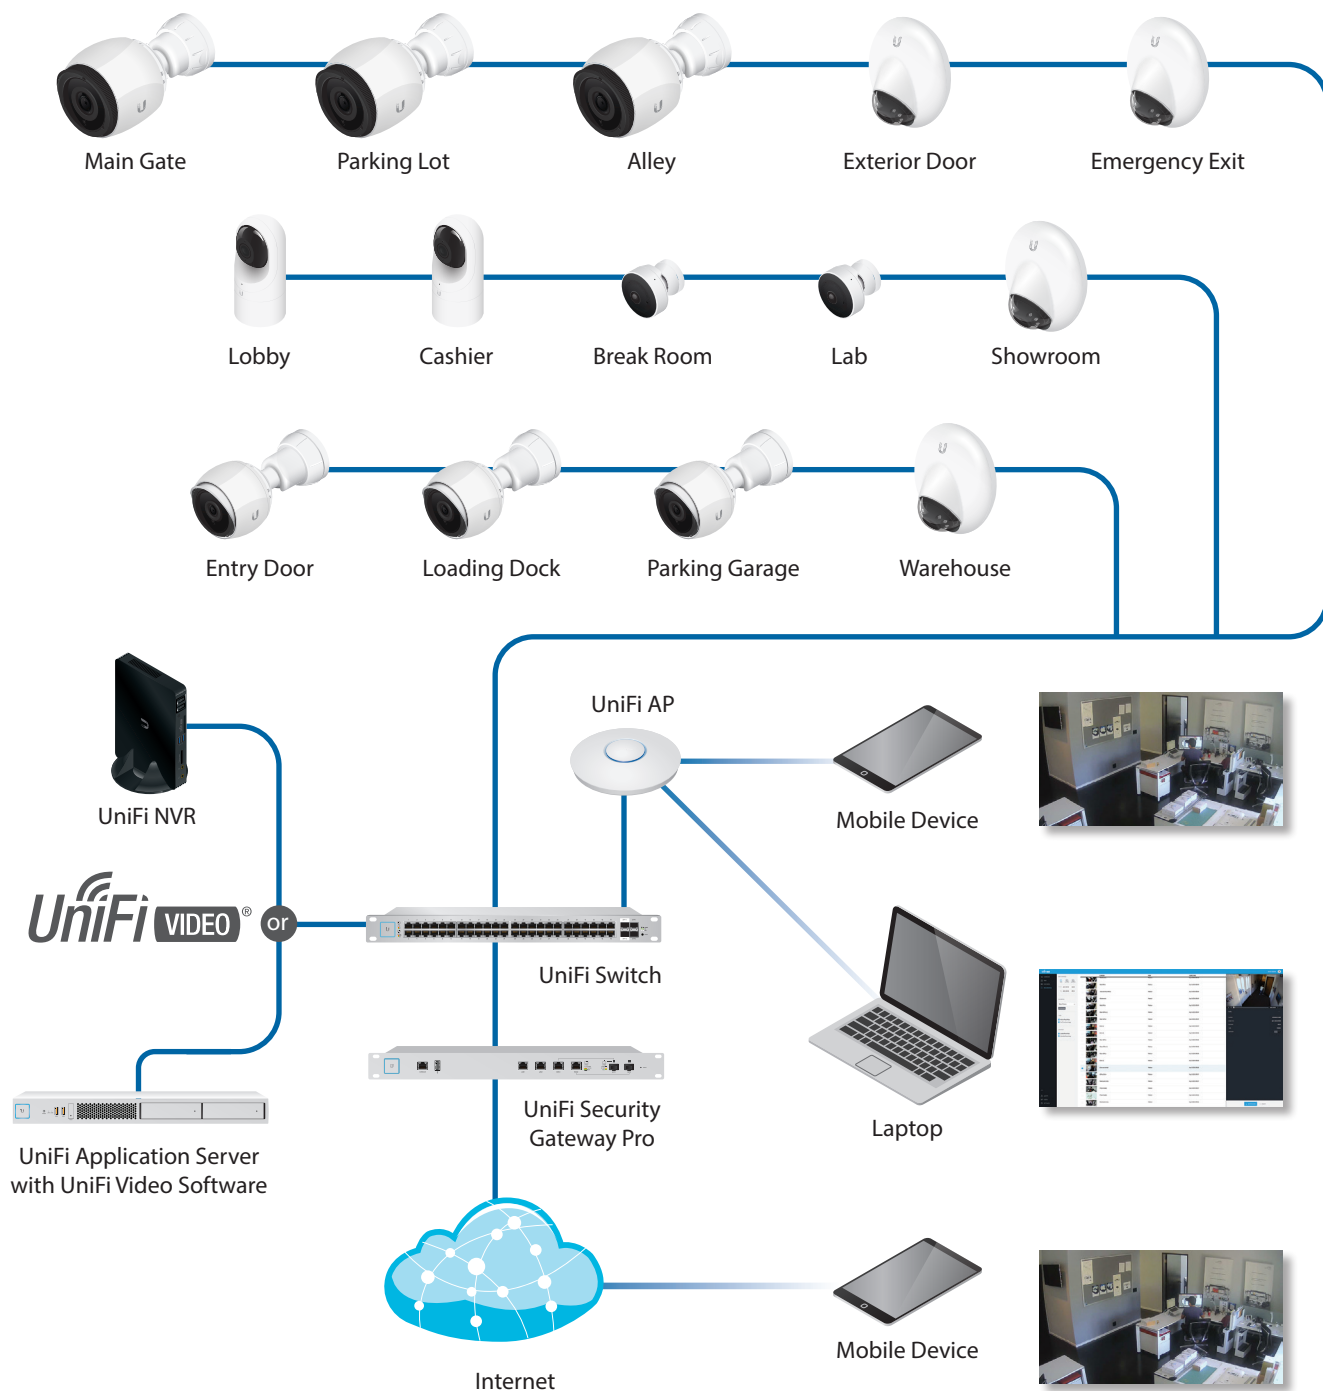 Main Gate
Parking Lot
Alley
Exterior Door
Emergency Exit
Lobby
Cashier
Break Room
Lab
Showroom
Entry Door
Loading Dock
Parking Garage
Warehouse
UniFi NVR
UniFi AP
Mobile Device
UniFi VIDEO ®
or
UniFi Switch
UniFi Security
Gateway Pro
Laptop
UniFi Application Server
with UniFi Video Software
Mobile Device
Internet